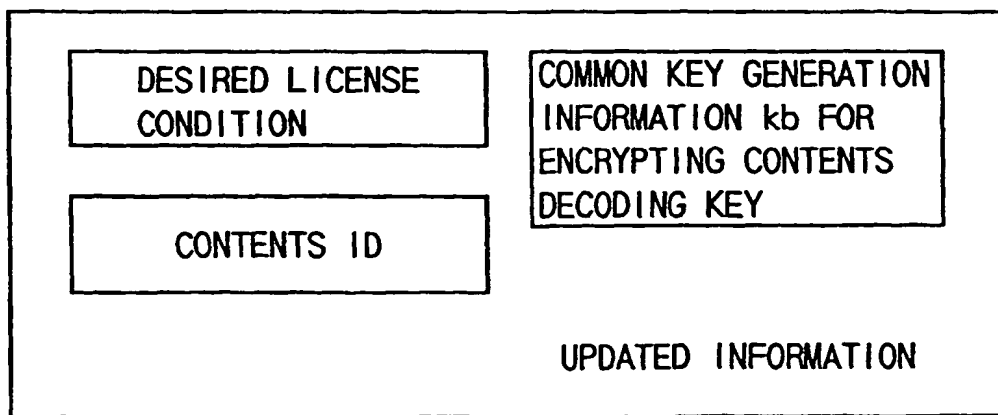 DESIRED LICENSE
CONDITION
COMMON KEY GENERATION
INFORMATION kb FOR
ENCRYPTING CONTENTS
DECODING KEY
CONTENTS ID
UPDATED INFORMATION